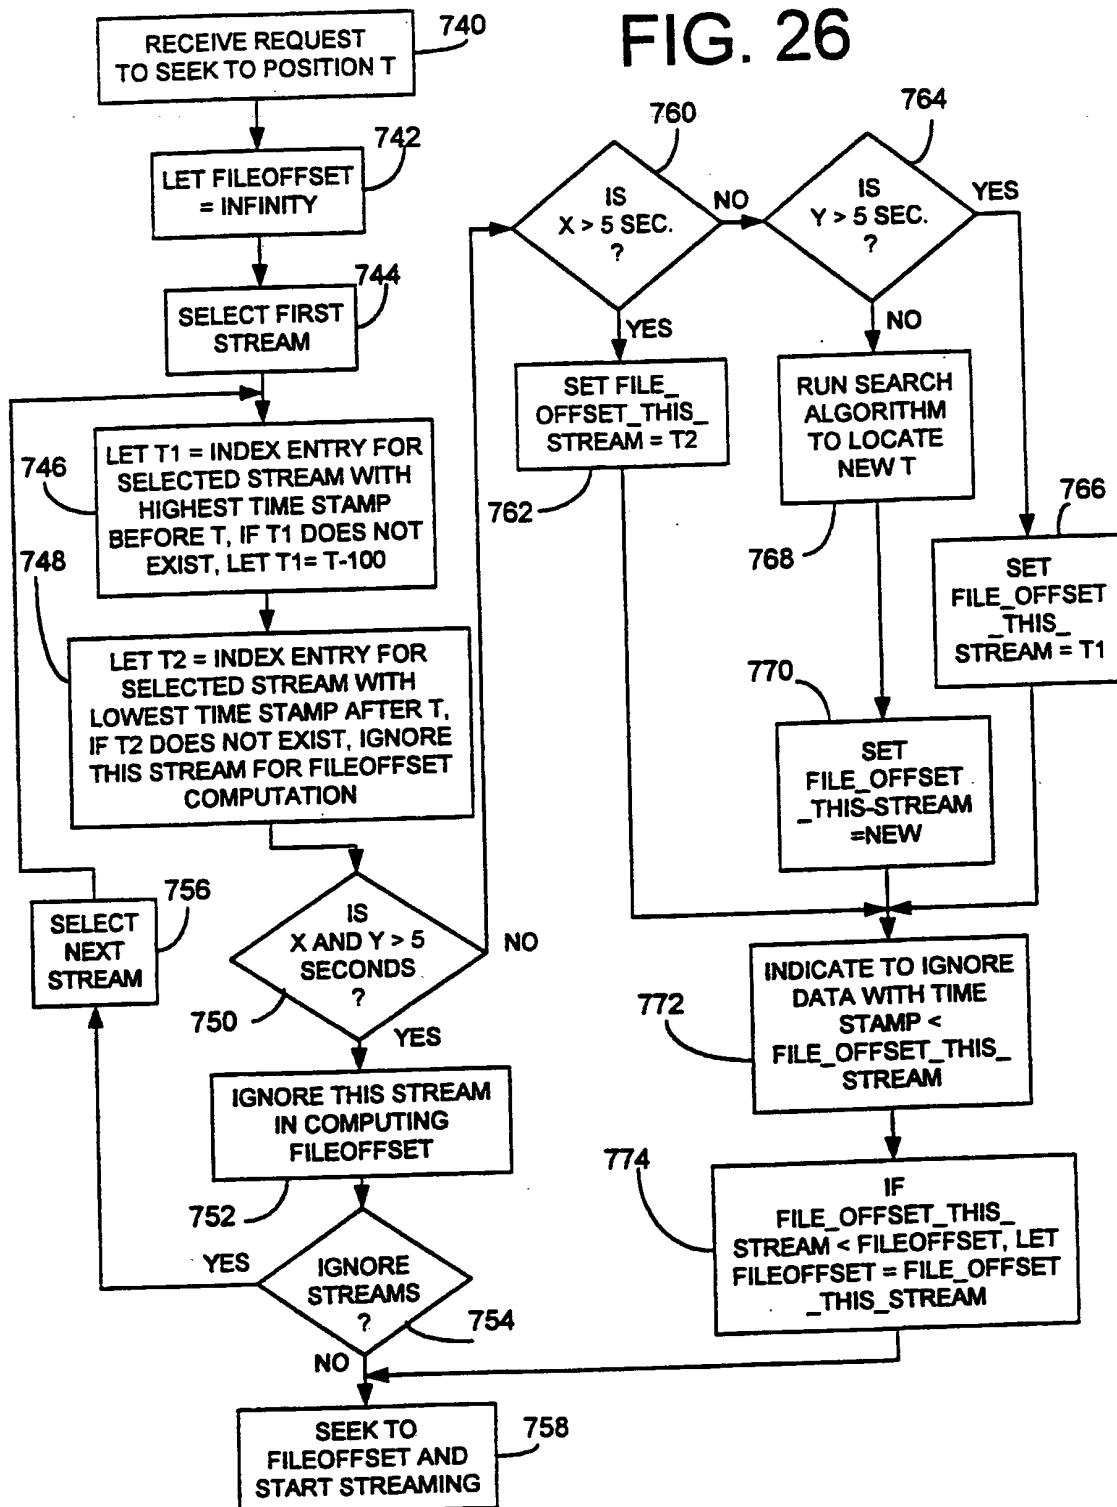 FIG. 26
740
RECEIVE REQUEST
TO SEEK TO POSITION T
742
LET FILEOFFSET
= INFINITY
744
SELECT FIRST
STREAM
746
LET T1 = INDEX ENTRY FOR
SELECTED STREAM WITH
HIGHEST TIME STAMP
BEFORE T, IF T1 DOES NOT
EXIST, LET T1= T-100
748
LET T2 = INDEX ENTRY FOR
SELECTED STREAM WITH
LOWEST TIME STAMP AFTER T,
IF T2 DOES NOT EXIST, IGNORE
THIS STREAM FOR FILEOFFSET
COMPUTATION
756
SELECT
NEXT
STREAM
IS
X AND Y > 5
SECONDS
?
NO
750
YES
IGNORE THIS STREAM
IN COMPUTING
FILEOFFSET
752
YES
IGNORE
STREAMS
?
754
NO
SEEK TO
FILEOFFSET AND
START STREAMING
758
760
IS
X > 5 SEC.
?
NO
YES
764
IS
Y > 5 SEC.
?
YES
NO
SET FILE_
OFFSET_THIS_
STREAM = T2
762
RUN SEARCH
ALGORITHM
TO LOCATE
NEW T
768
766
SET
FILE_OFFSET
_THIS_
STREAM = T1
770
SET
FILE_OFFSET
_THIS-STREAM
=NEW
772
INDICATE TO IGNORE
DATA WITH TIME
STAMP <
FILE_OFFSET_THIS_
STREAM
774
IF
FILE_OFFSET_THIS_
STREAM < FILEOFFSET, LET
FILEOFFSET = FILE_OFFSET
_THIS_STREAM